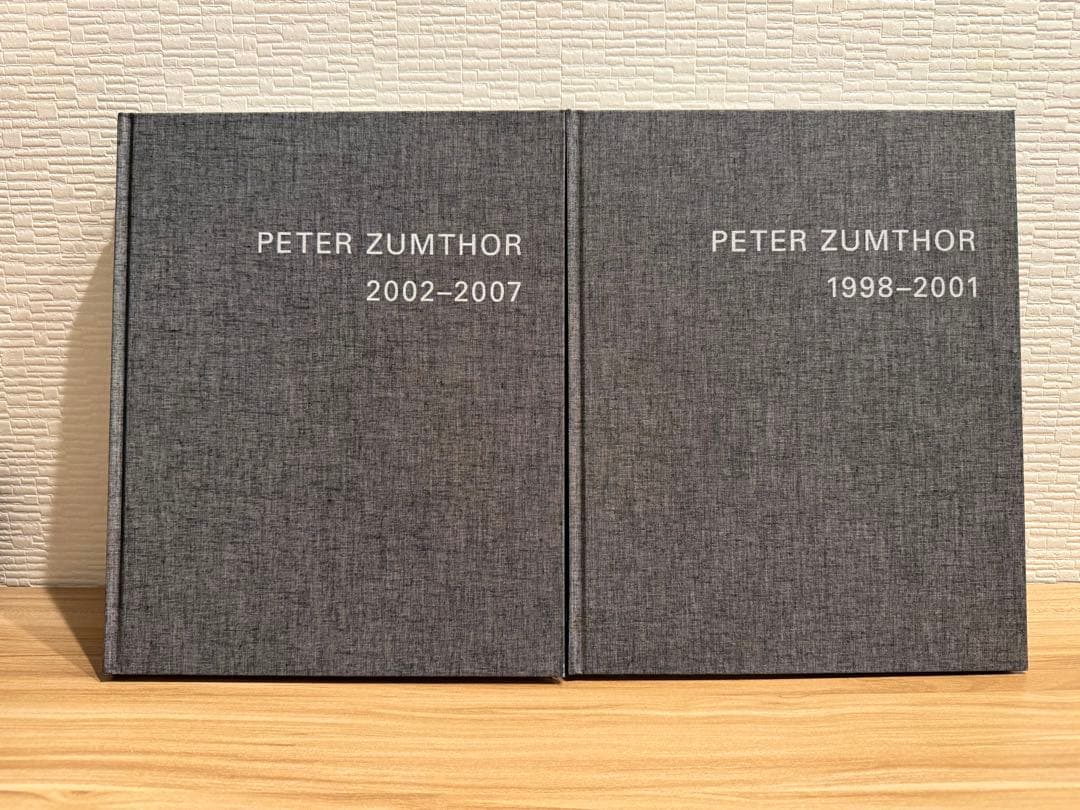 PETER ZUMTHOR
2002–2007
PETER ZUMTHOR
1998–2001